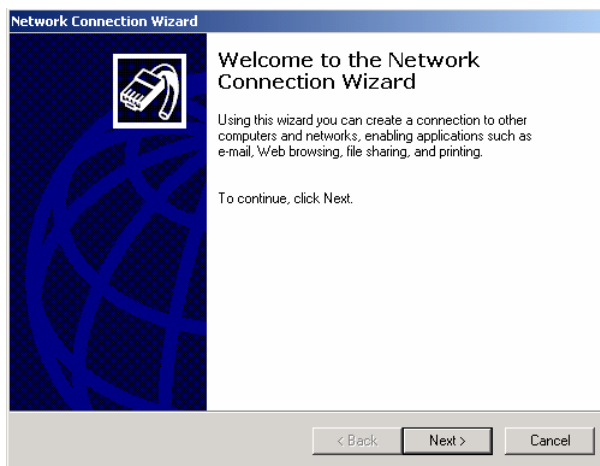 Network Connection Wizard
Welcome to the Network
Connection Wizard
Using this wizard you can create a connection to other
computers and networks, enabling applications such as
e-mail, Web browsing, file sharing, and printing.
To continue, click Next.
< Back
Next >
Cancel